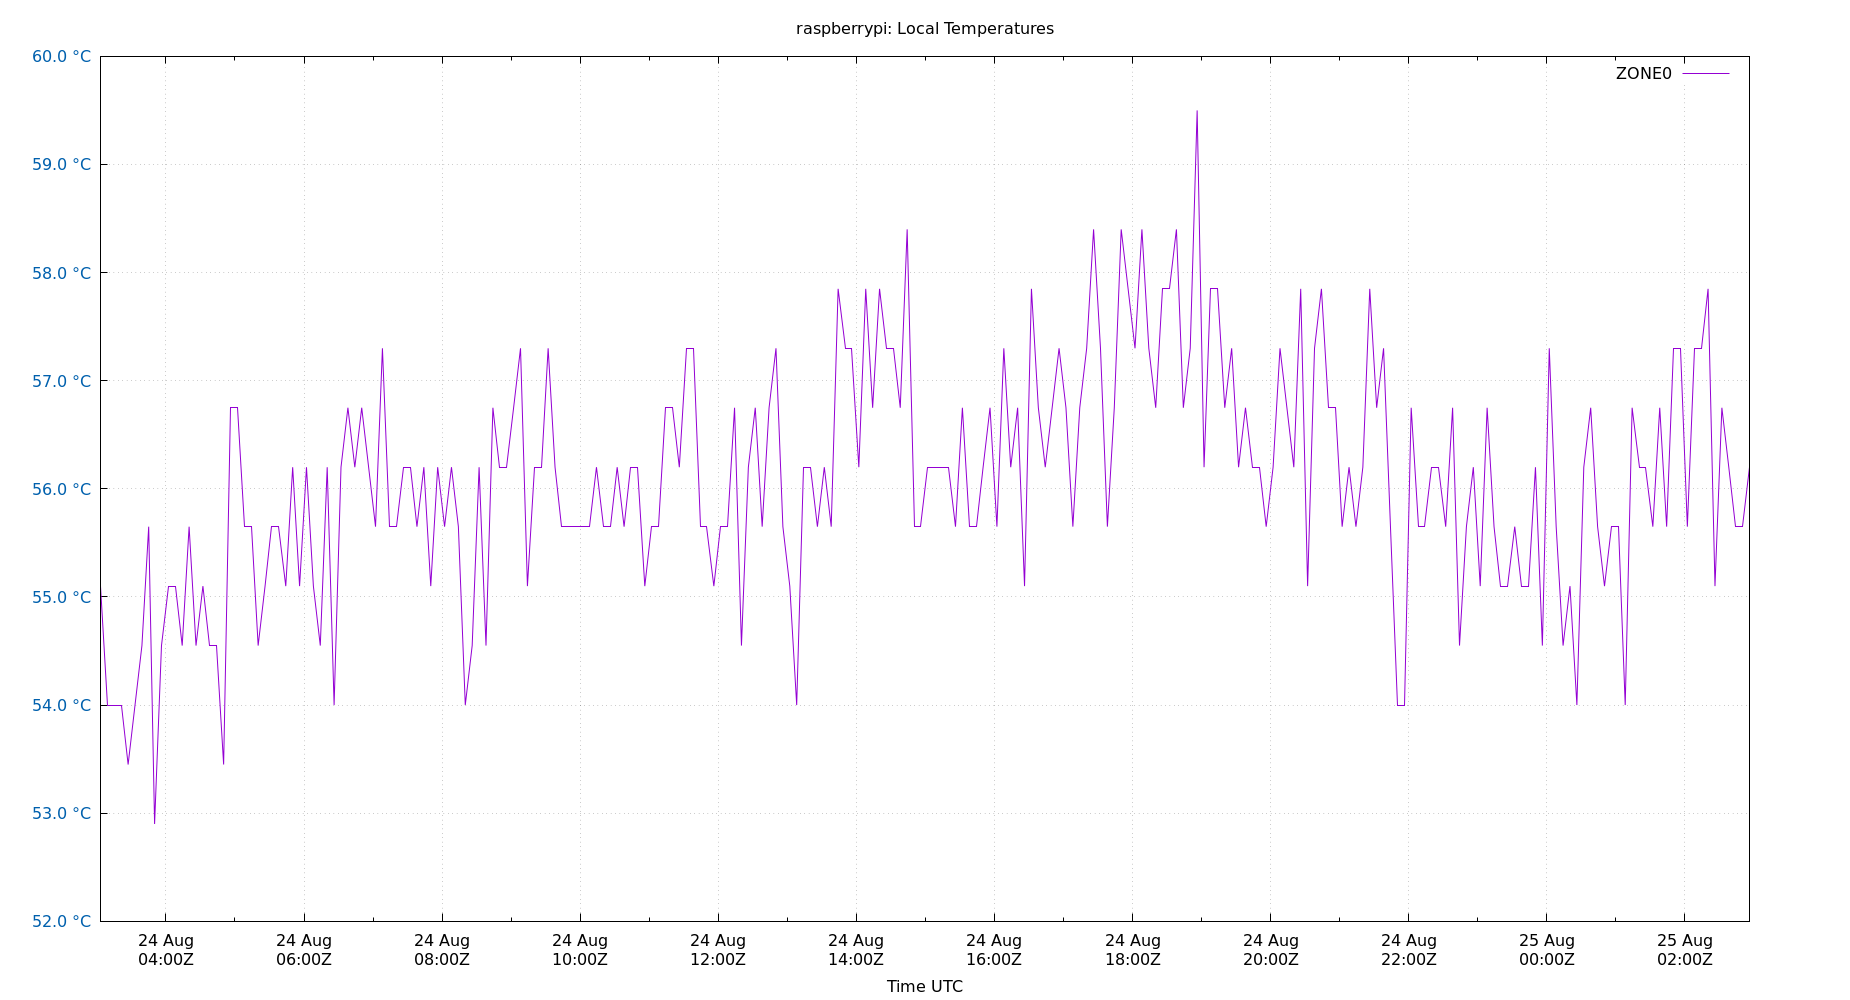 raspberrypi: Local Temperatures
60.0 °C
59.0 °C
58.0 °C
57.0 °C
56.0 °C
55.0 °C
54.0 °C
53.0 °C
52.0 °C
ZONE0
24 Aug 24 Aug 24 Aug 24 Aug 24 Aug 24 Aug 24 Aug 24 Aug 24 Aug 24 Aug 25 Aug 25 Aug
04:00Z 06:00Z 08:00Z 10:00Z 12:00Z 14:00Z 16:00Z 18:00Z 20:00Z 22:00Z 00:00Z 02:00Z
Time UTC